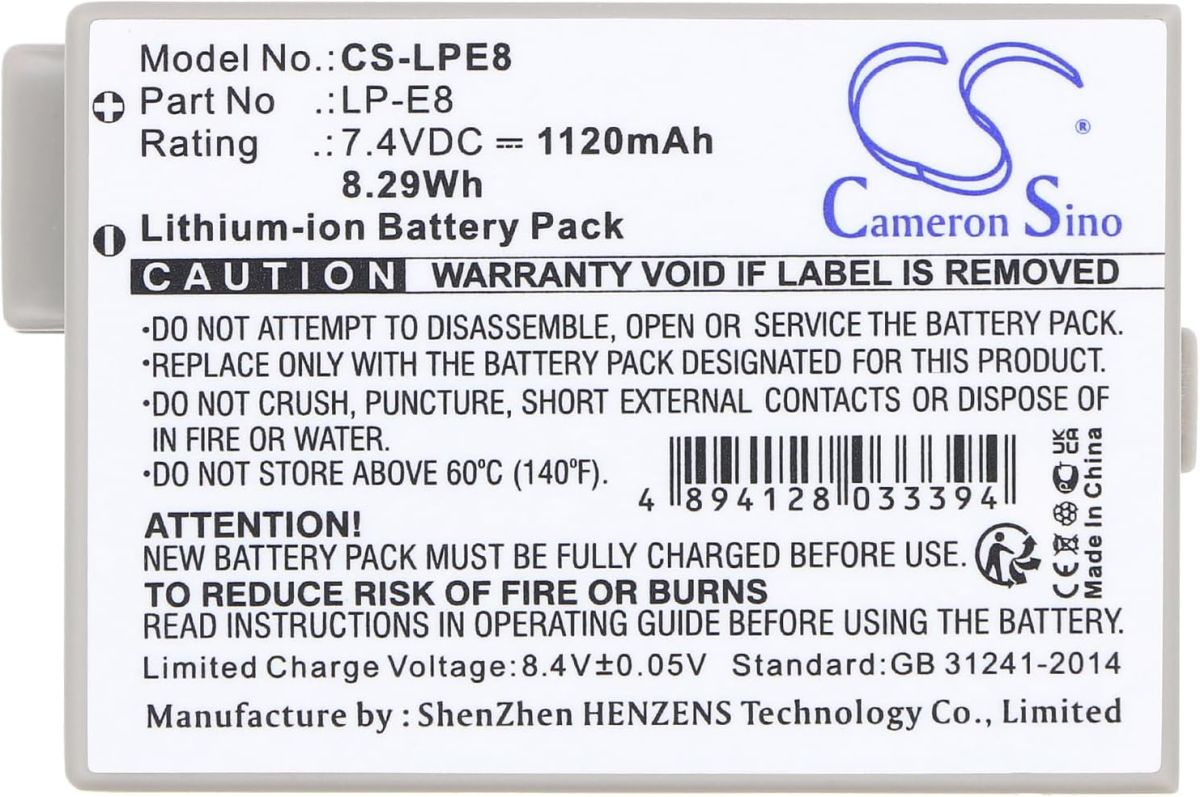 Model No.:CS-LPE8
Part No .:LP-E8
Rating .:7.4VDC ⎓ 1120mAh
8.29Wh
Lithium-ion Battery Pack
CS
®
Cameron Sino
CAUTION WARRANTY VOID IF LABEL IS REMOVED
•DO NOT ATTEMPT TO DISASSEMBLE, OPEN OR SERVICE THE BATTERY PACK.
•REPLACE ONLY WITH THE BATTERY PACK DESIGNATED FOR THIS PRODUCT.
•DO NOT CRUSH, PUNCTURE, SHORT EXTERNAL CONTACTS OR DISPOSE OF
IN FIRE OR WATER.
•DO NOT STORE ABOVE 60ºC (140ºF).
4 894128 033394
UK CA
CE
Made In China
ATTENTION!
NEW BATTERY PACK MUST BE FULLY CHARGED BEFORE USE.
TO REDUCE RISK OF FIRE OR BURNS
READ INSTRUCTIONS IN OPERATING GUIDE BEFORE USING THE BATTERY.
Limited Charge Voltage:8.4V±0.05V Standard:GB 31241-2014
Manufacture by : ShenZhen HENZENS Technology Co., Limited